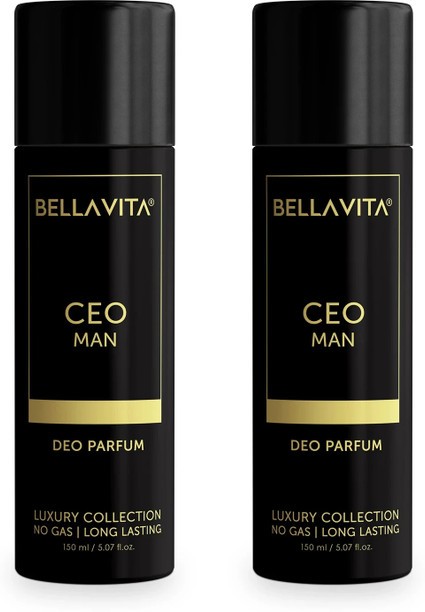 BELLAVITA®
CEO
MAN
DEO PARFUM
LUXURY COLLECTION
NO GAS | LONG LASTING
150 ml / 5.07 fl.oz.
BELLAVITA®
CEO
MAN
DEO PARFUM
LUXURY COLLECTION
NO GAS | LONG LASTING
150 ml / 5.07 fl.oz.